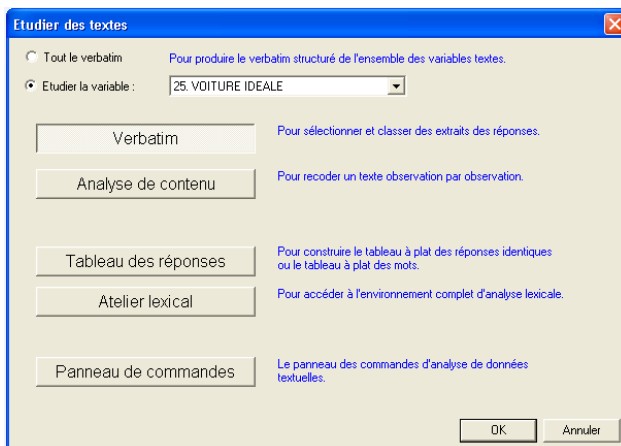 Etudier des textes
Tout le verbatim
Pour produire le verbatim structuré de l'ensemble des variables textes.
Etudier la variable :
25. VOITURE IDEALE
Verbatim
Pour sélectionner et classer des extraits des réponses.
Analyse de contenu
Pour recoder un texte observation par observation.
Tableau des réponses
Pour construire le tableau à plat des réponses identiques
ou le tableau à plat des mots.
Atelier lexical
Pour accéder à l'environnement complet d'analyse lexicale.
Panneau de commandes
Le panneau des commandes d'analyse de données
textuelles.
OK
Annuler